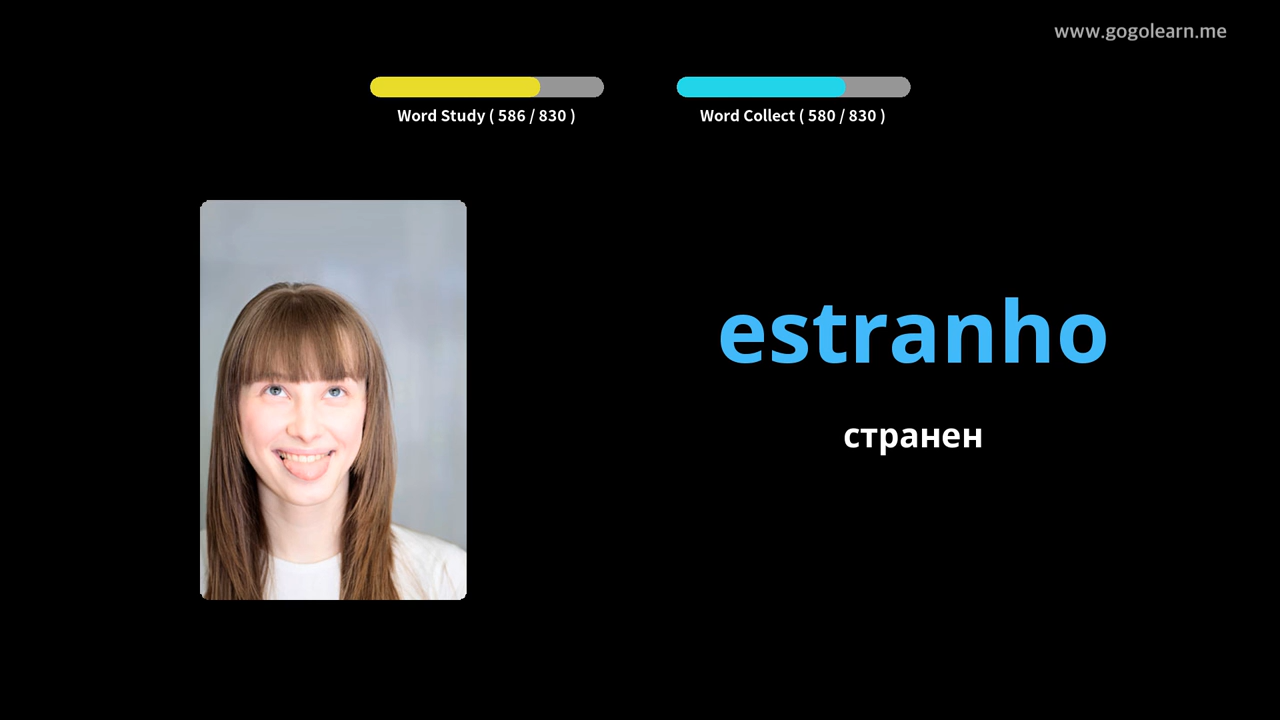 www.gogolearn.me
Word Study ( 586 / 830 )
Word Collect ( 580 / 830 )
estranho
странен